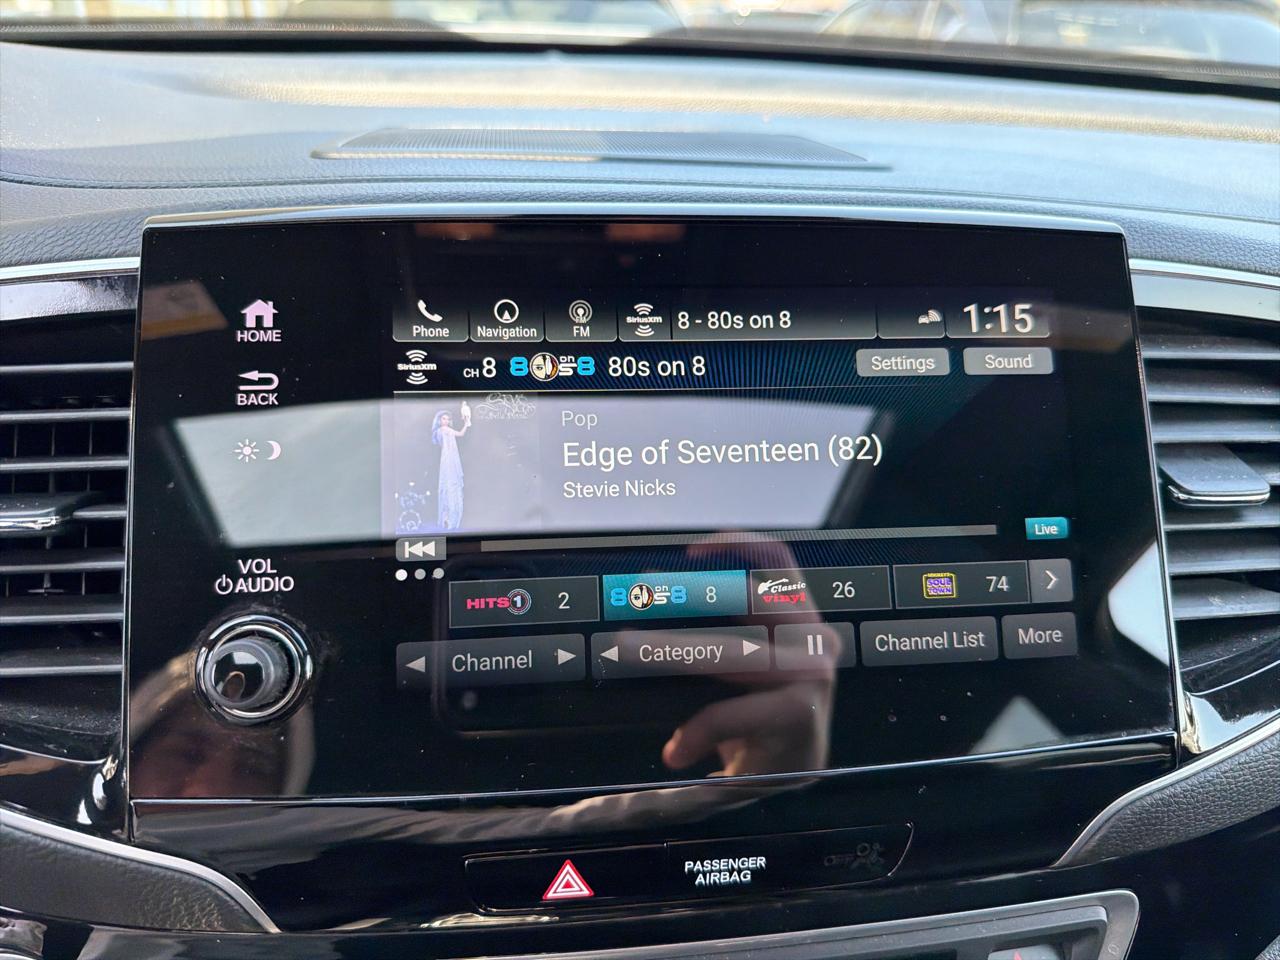 HOME
BACK
VOL
AUDIO
Phone
Navigation
FM
FM
SiriusXM
8 - 80s on 8
1:15
SiriusXM
CH 8
80s on 8
80s on 8
Settings
Sound
Pop
Edge of Seventeen (82)
Stevie Nicks
Live
HITS 1
2
80s on 8
8
Classic
Vinyl
26
SOUL
TOWN
74
Channel
Category
Channel List
More
PASSENGER
AIRBAG
OFF